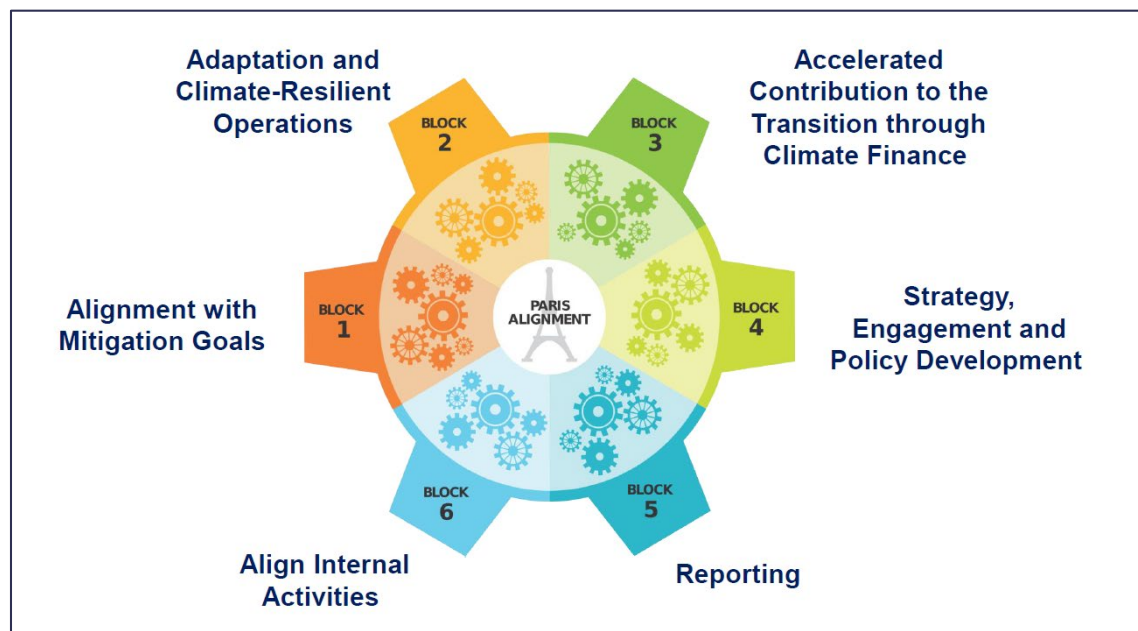 Adaptation and
Climate-Resilient
Operations
BLOCK
2
Accelerated
Contribution to the
Transition through
Climate Finance
BLOCK
3
Alignment with
Mitigation Goals
BLOCK
1
PARIS
ALIGNMENT
BLOCK
4
Strategy,
Engagement and
Policy Development
BLOCK
6
Align Internal
Activities
BLOCK
5
Reporting